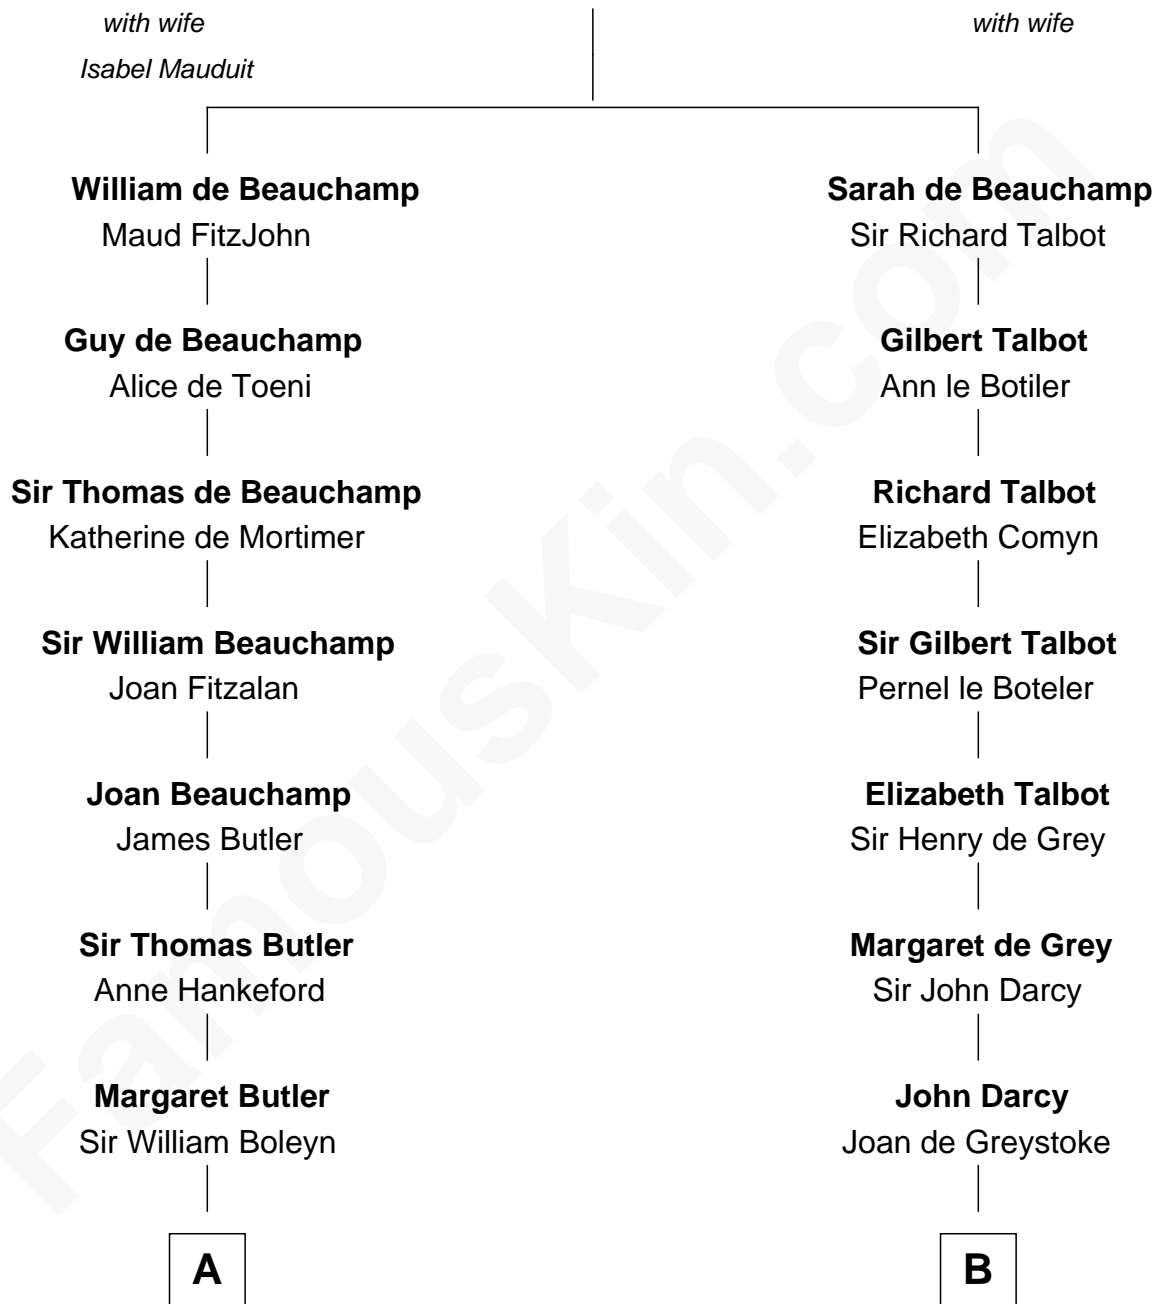 with wife with wife
Isabel Mauduit
William de Beauchamp Sarah de Beauchamp
Maud FitzJohn Sir Richard Talbot
Guy de Beauchamp Gilbert Talbot
Alice de Toeni Ann le Botiler
Sir Thomas de Beauchamp Richard Talbot
Katherine de Mortimer Elizabeth Comyn
Sir William Beauchamp Sir Gilbert Talbot
Joan Fitzalan Pernel le Boteler
Joan Beauchamp Elizabeth Talbot
James Butler Sir Henry de Grey
Sir Thomas Butler Margaret de Grey
Anne Hankeford Sir John Darcy
Margaret Butler John Darcy
Sir William Boleyn Joan de Greystoke
A B
FamousKin.com